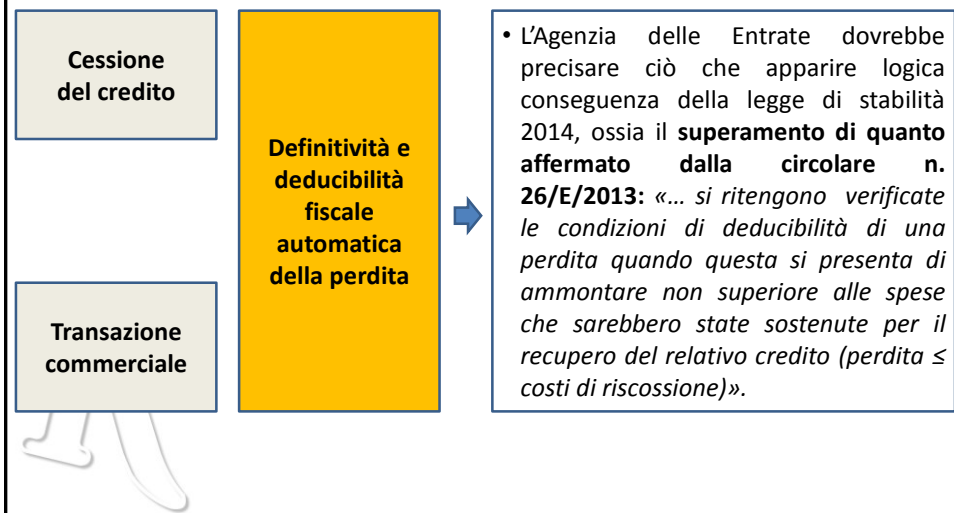 Cessione
del credito
Transazione
commerciale
Definitività e
deducibilità
fiscale
automatica
della perdita
• L'Agenzia delle Entrate dovrebbe
precisare ciò che apparire logica
conseguenza della legge di stabilità
2014, ossia il superamento di quanto
affermato dalla circolare n.
26/E/2013: «… si ritengono verificate
le condizioni di deducibilità di una
perdita quando questa si presenta di
ammontare non superiore alle spese
che sarebbero state sostenute per il
recupero del relativo credito (perdita ≤
costi di riscossione)».